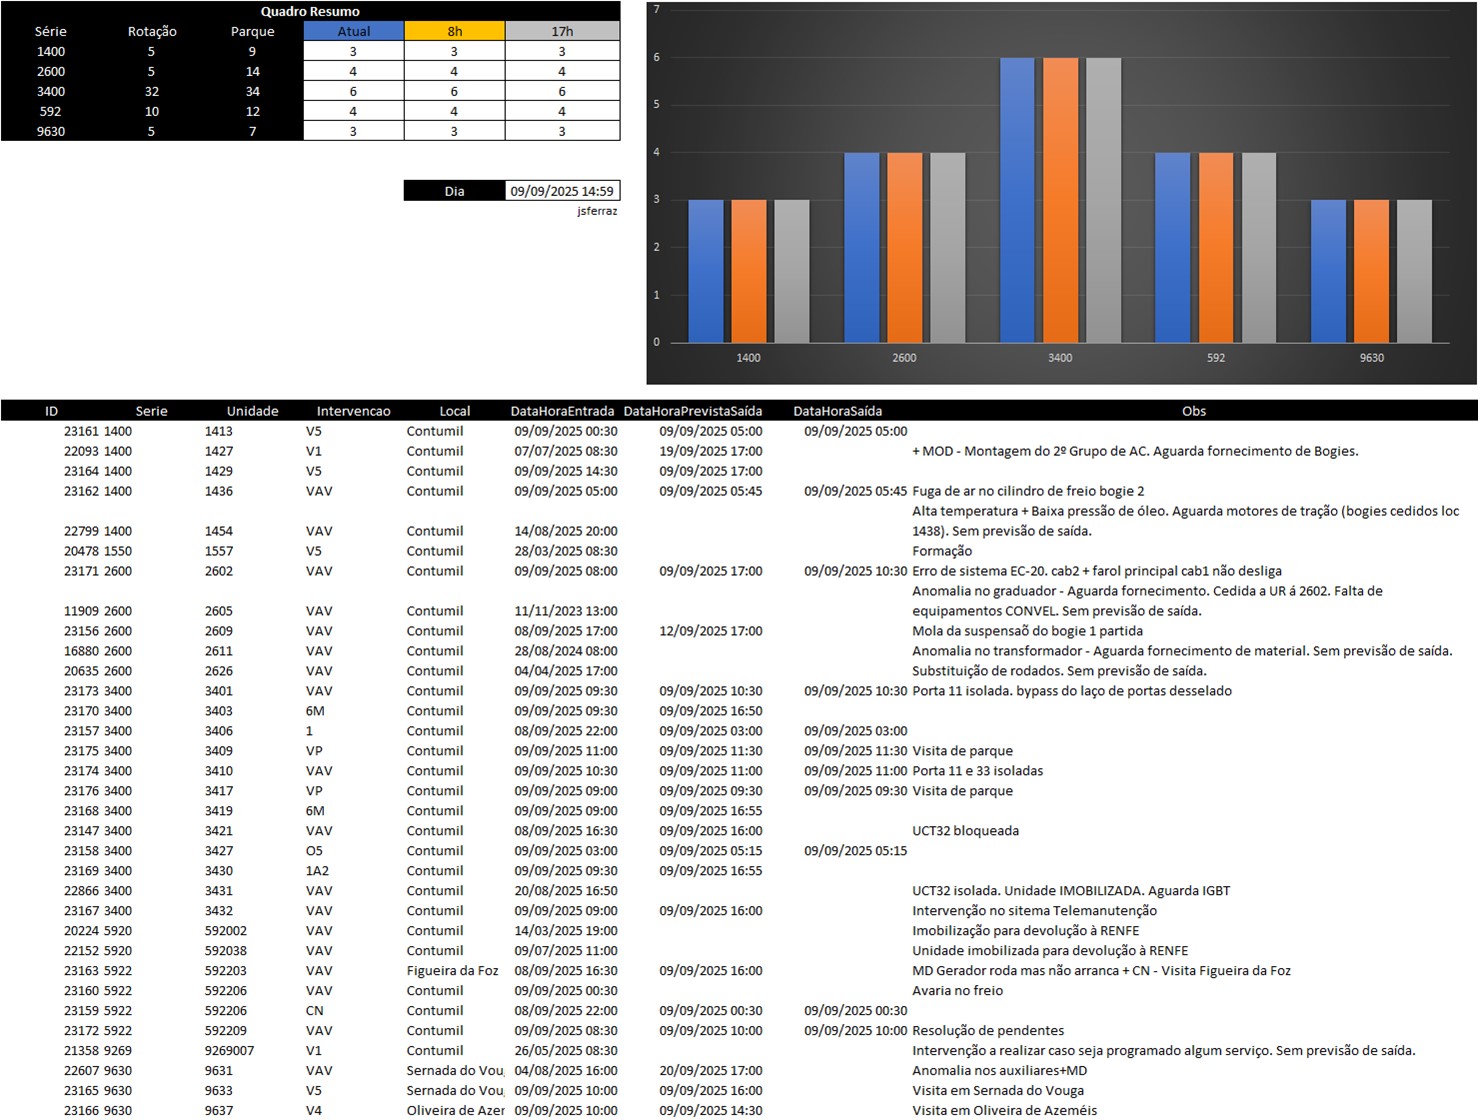 Quadro Resumo
Série Rotação Parque Atual 8h 17h
1400 5 9 3 3 3
2600 5 14 4 4 4
3400 32 34 6 6 6
592 10 12 4 4 4
9630 5 7 3 3 3
Dia 09/09/2025 14:59
jsferraz
7
6
5
4
3
2
1
0
1400 2600 3400 592 9630
ID Serie Unidade Intervencao Local DataHoraEntrada DataHoraPrevistaSaída DataHoraSaída Obs
23161 1400 1413 V5 Contumil 09/09/2025 00:30 09/09/2025 05:00 09/09/2025 05:00
22093 1400 1427 V1 Contumil 07/07/2025 08:30 19/09/2025 17:00 + MOD - Montagem do 2º Grupo de AC. Aguarda fornecimento de Bogies.
23164 1400 1429 V5 Contumil 09/09/2025 14:30 09/09/2025 17:00
23162 1400 1436 VAV Contumil 09/09/2025 05:00 09/09/2025 05:45 09/09/2025 05:45 Fuga de ar no cilindro de freio bogie 2
Alta temperatura + Baixa pressão de óleo. Aguarda motores de tração (bogies cedidos loc
22799 1400 1454 VAV Contumil 14/08/2025 20:00 1438). Sem previsão de saída.
20478 1550 1557 V5 Contumil 28/03/2025 08:30 Formação
23171 2600 2602 VAV Contumil 09/09/2025 08:00 09/09/2025 17:00 09/09/2025 10:30 Erro de sistema EC-20. cab2 + farol principal cab1 não desliga
Anomalia no graduador - Aguarda fornecimento. Cedida a UR á 2602. Falta de
11909 2600 2605 VAV Contumil 11/11/2023 13:00 equipamentos CONVEL. Sem previsão de saída.
23156 2600 2609 VAV Contumil 08/09/2025 17:00 12/09/2025 17:00 Mola da suspensaõ do bogie 1 partida
16880 2600 2611 VAV Contumil 28/08/2024 08:00 Anomalia no transformador - Aguarda fornecimento de material. Sem previsão de saída.
20635 2600 2626 VAV Contumil 04/04/2025 17:00 Substituição de rodados. Sem previsão de saída.
23173 3400 3401 VAV Contumil 09/09/2025 09:30 09/09/2025 10:30 09/09/2025 10:30 Porta 11 isolada. bypass do laço de portas desselado
23170 3400 3403 6M Contumil 09/09/2025 09:30 09/09/2025 16:50
23157 3400 3406 1 Contumil 08/09/2025 22:00 09/09/2025 03:00 09/09/2025 03:00
23175 3400 3409 VP Contumil 09/09/2025 11:00 09/09/2025 11:30 09/09/2025 11:30 Visita de parque
23174 3400 3410 VAV Contumil 09/09/2025 10:30 09/09/2025 11:00 09/09/2025 11:00 Porta 11 e 33 isoladas
23176 3400 3417 VP Contumil 09/09/2025 09:00 09/09/2025 09:30 09/09/2025 09:30 Visita de parque
23168 3400 3419 6M Contumil 09/09/2025 09:00 09/09/2025 16:55
23147 3400 3421 VAV Contumil 08/09/2025 16:30 09/09/2025 16:00 UCT32 bloqueada
23158 3400 3427 O5 Contumil 09/09/2025 03:00 09/09/2025 05:15 09/09/2025 05:15
23169 3400 3430 1A2 Contumil 09/09/2025 09:30 09/09/2025 16:55
22866 3400 3431 VAV Contumil 20/08/2025 16:50 UCT32 isolada. Unidade IMOBILIZADA. Aguarda IGBT
23167 3400 3432 VAV Contumil 09/09/2025 09:00 09/09/2025 16:00 Intervenção no sitema Telemanutenção
20224 5920 592002 VAV Contumil 14/03/2025 19:00 Imobilização para devolução à RENFE
22152 5920 592038 VAV Contumil 09/07/2025 11:00 Unidade imobilizada para devolução à RENFE
23163 5922 592203 VAV Figueira da Foz 08/09/2025 16:30 09/09/2025 16:00 MD Gerador roda mas não arranca + CN - Visita Figueira da Foz
23160 5922 592206 VAV Contumil 09/09/2025 00:30 Avaria no freio
23159 5922 592206 CN Contumil 08/09/2025 22:00 09/09/2025 00:30 09/09/2025 00:30
23172 5922 592209 VAV Contumil 09/09/2025 08:30 09/09/2025 10:00 09/09/2025 10:00 Resolução de pendentes
21358 9269 9269007 V1 Contumil 26/05/2025 08:30 Intervenção a realizar caso seja programado algum serviço. Sem previsão de saída.
22607 9630 9631 VAV Sernada do Vou 04/08/2025 16:00 20/09/2025 17:00 Anomalia nos auxiliares+MD
23165 9630 9633 V5 Sernada do Vou 09/09/2025 10:00 09/09/2025 16:00 Visita em Sernada do Vouga
23166 9630 9637 V4 Oliveira de Azer 09/09/2025 10:00 09/09/2025 14:30 Visita em Oliveira de Azeméis